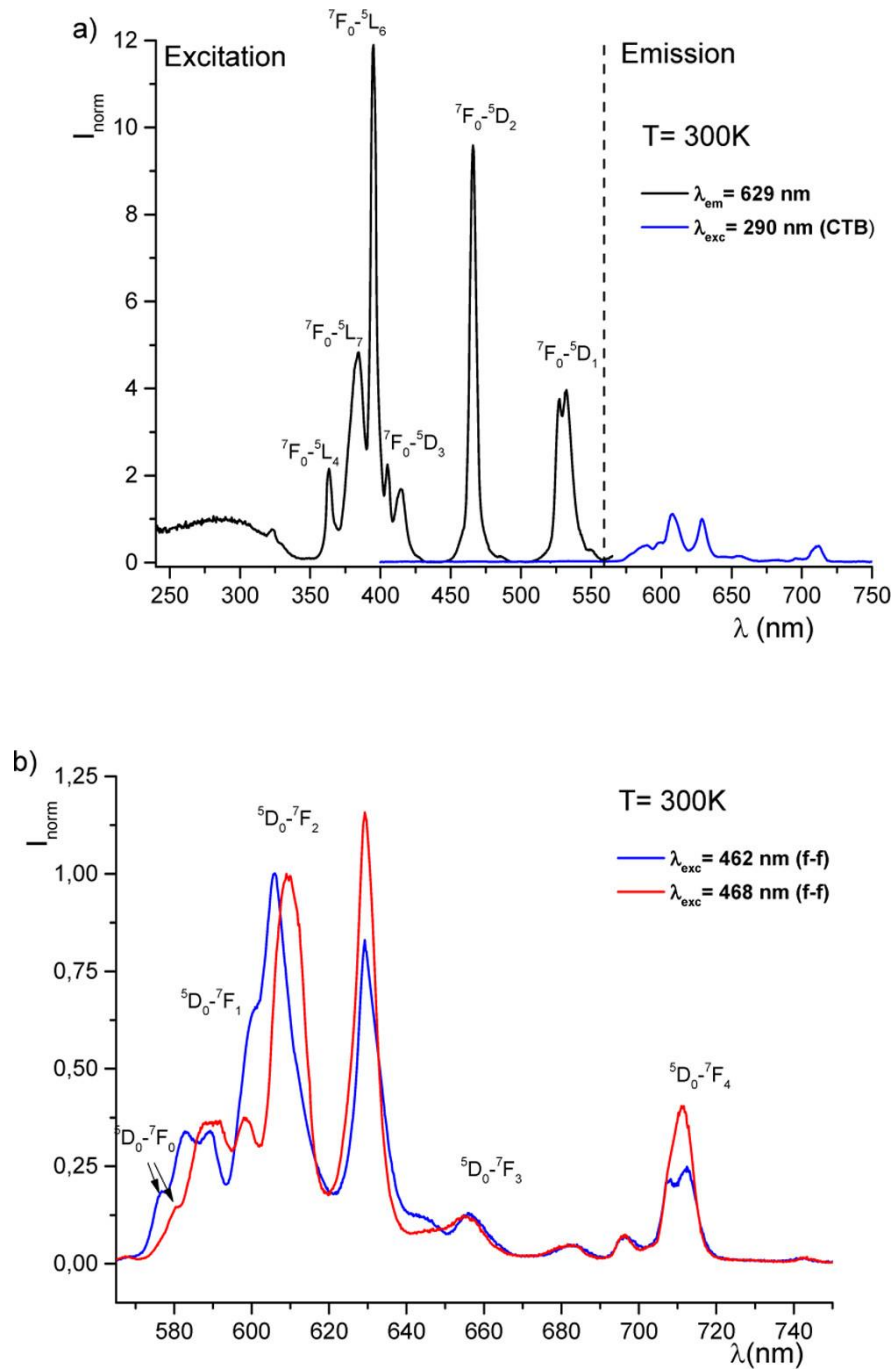 a)
Excitation
Emission
⁷F₀-⁵L₆
⁷F₀-⁵D₂
T= 300K
λem= 629 nm
λexc= 290 nm (CTB)
⁷F₀-⁵L₇
⁷F₀-⁵D₁
⁷F₀-⁵L₄
⁷F₀-⁵D₃
Inorm
12
10
8
6
4
2
0
250 300 350 400 450 500 550 600 650 700 750
λ (nm)
b)
Inorm
1,25
1,00
0,75
0,50
0,25
0,00
T= 300K
λexc= 462 nm (f-f)
λexc= 468 nm (f-f)
⁵D₀-⁷F₂
⁵D₀-⁷F₁
⁵D₀-⁷F₀
⁵D₀-⁷F₃
⁵D₀-⁷F₄
580 600 620 640 660 680 700 720 740
λ(nm)